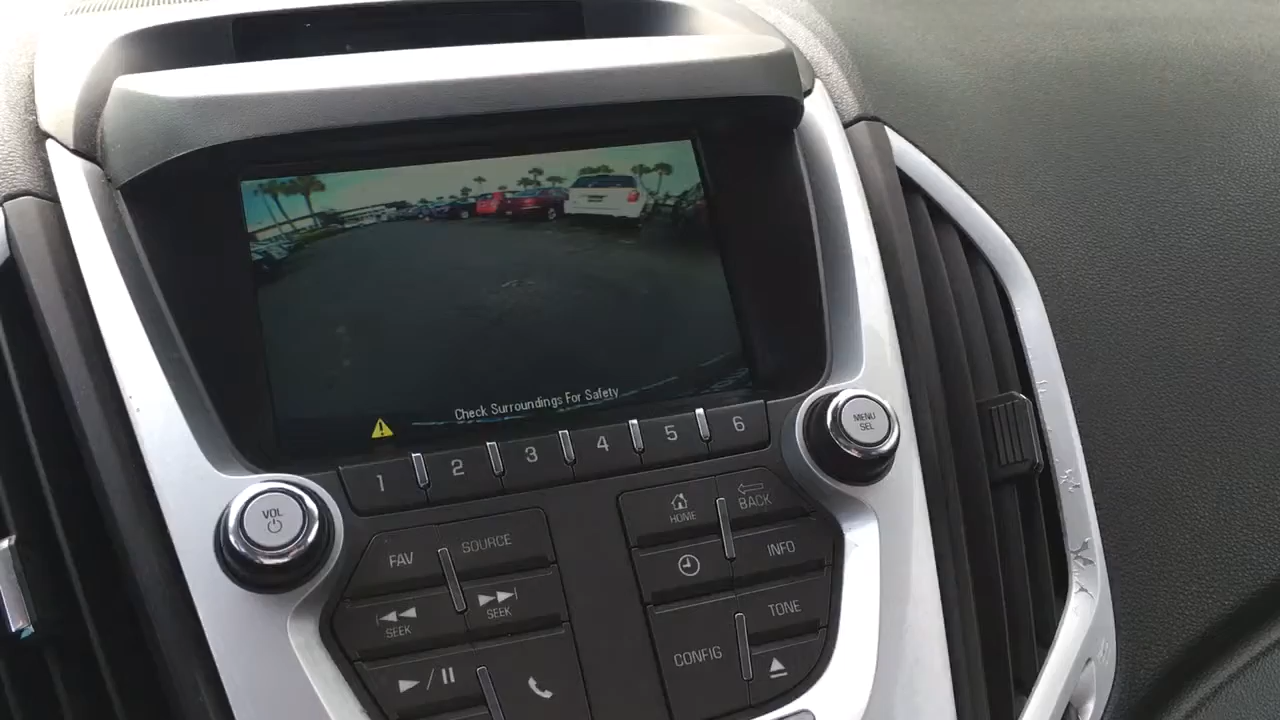 Check Surroundings For Safety
1 2 3 4 5 6
MENU
SEL
VOL
FAV
SOURCE
SEEK
SEEK
HOME
BACK
INFO
TONE
CONFIG